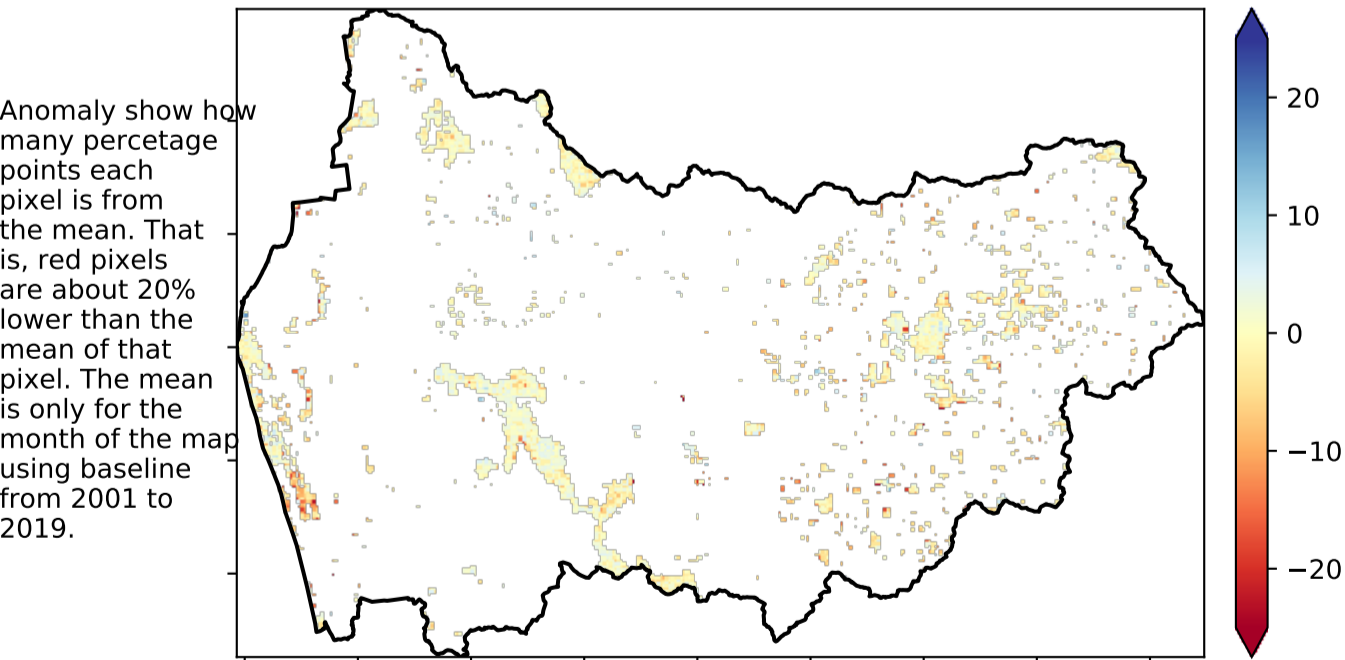 Anomaly show how
many percetage
points each
pixel is from
the mean. That
is, red pixels
are about 20%
lower than the
mean of that
pixel. The mean
is only for the
month of the map
using baseline
from 2001 to
2019.
20
10
0
−10
−20